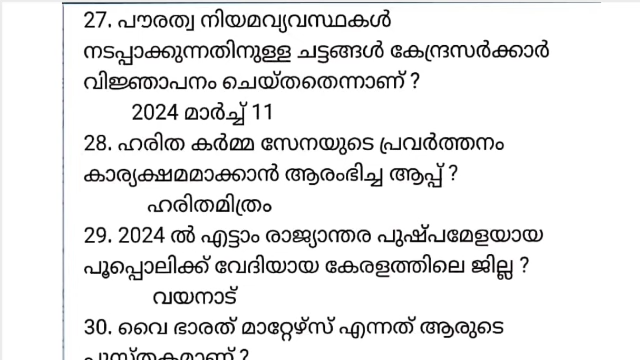 27. പൗരത്വ നിയമവ്യവസ്ഥകൾ
നടപ്പാക്കുന്നതിനുള്ള ചട്ടങ്ങൾ കേന്ദ്രസർക്കാർ
വിജ്ഞാപനം ചെയ്തതെന്നാണ് ?
2024 മാർച്ച് 11
28. ഹരിത കർമ്മ സേനയുടെ പ്രവർത്തനം
കാര്യക്ഷമമാക്കാൻ ആരംഭിച്ച ആപ്പ് ?
ഹരിതമിത്രം
29. 2024 ൽ എട്ടാം രാജ്യാന്തര പുഷ്പമേളയായ
പൂപ്പൊലിക്ക് വേദിയായ കേരളത്തിലെ ജില്ല ?
വയനാട്
30. വൈ ഭാരത് മാറ്റേഴ്സ് എന്നത് ആരുടെ
പുസ്തകമാണ് ?